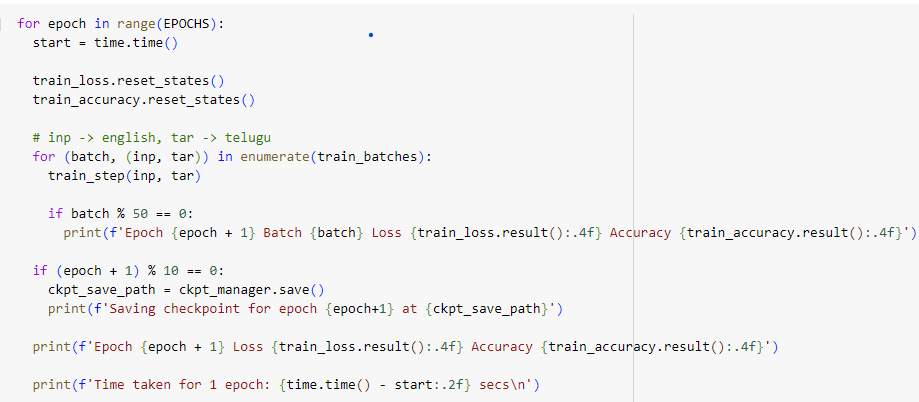 for epoch in range(EPOCHS):
start = time.time()
train_loss.reset_states()
train_accuracy.reset_states()
# inp -> english, tar -> telugu
for (batch, (inp, tar)) in enumerate(train_batches):
train_step(inp, tar)
if batch % 50 == 0:
print(f'Epoch {epoch + 1} Batch {batch} Loss {train_loss.result():.4f} Accuracy {train_accuracy.result():.4f}')
if (epoch + 1) % 10 == 0:
ckpt_save_path = ckpt_manager.save()
print(f'Saving checkpoint for epoch {epoch+1} at {ckpt_save_path}')
print(f'Epoch {epoch + 1} Loss {train_loss.result():.4f} Accuracy {train_accuracy.result():.4f}')
print(f'Time taken for 1 epoch: {time.time() - start:.2f} secs\n')